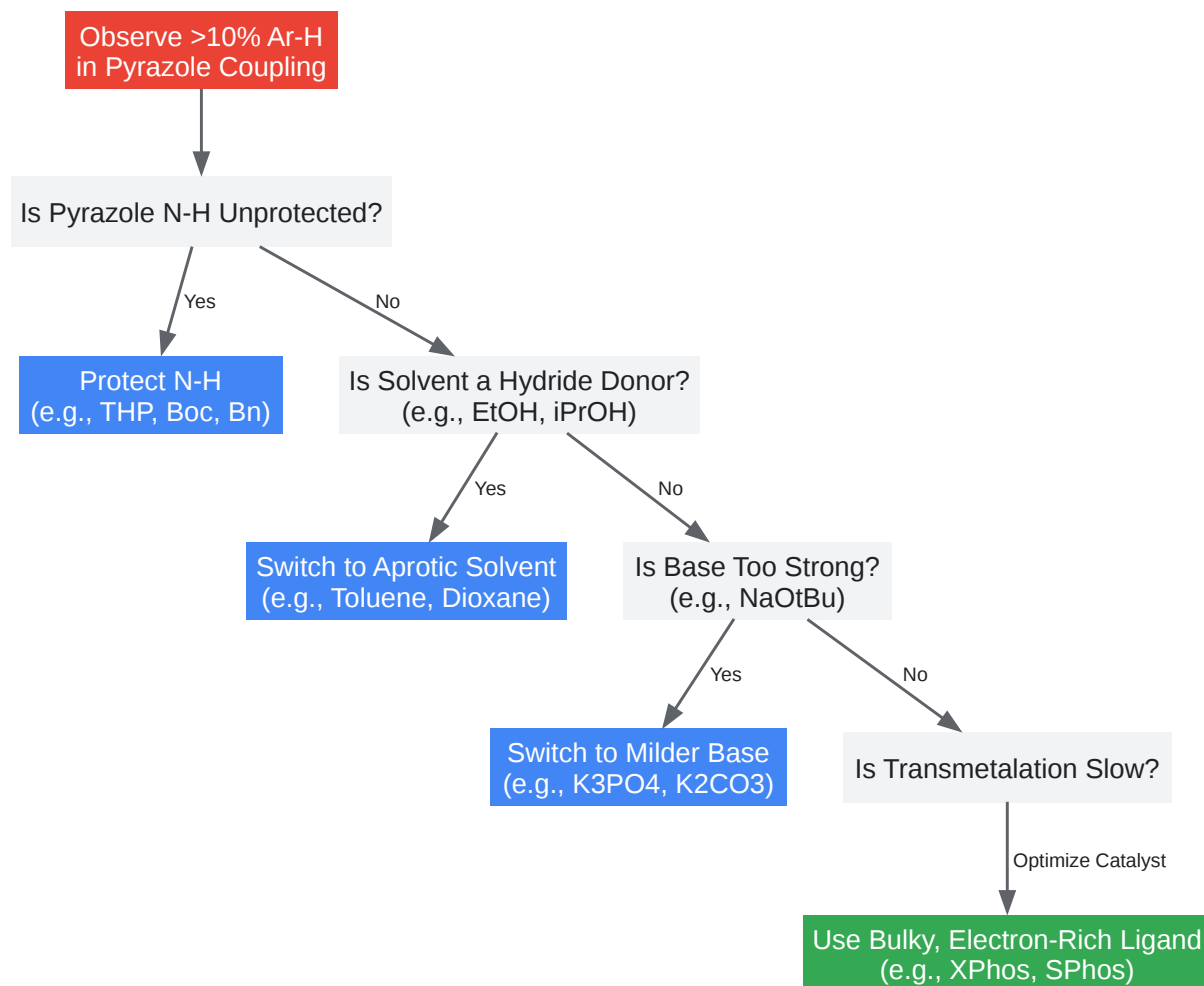 Observe >10% Ar-H
in Pyrazole Coupling
Is Pyrazole N-H Unprotected?
Yes
No
Protect N-H
(e.g., THP, Boc, Bn)
Is Solvent a Hydride Donor?
(e.g., EtOH, iPrOH)
Yes
No
Switch to Aprotic Solvent
(e.g., Toluene, Dioxane)
Is Base Too Strong?
(e.g., NaOtBu)
Yes
No
Switch to Milder Base
(e.g., K3PO4, K2CO3)
Is Transmetalation Slow?
Optimize Catalyst
Use Bulky, Electron-Rich Ligand
(e.g., XPhos, SPhos)